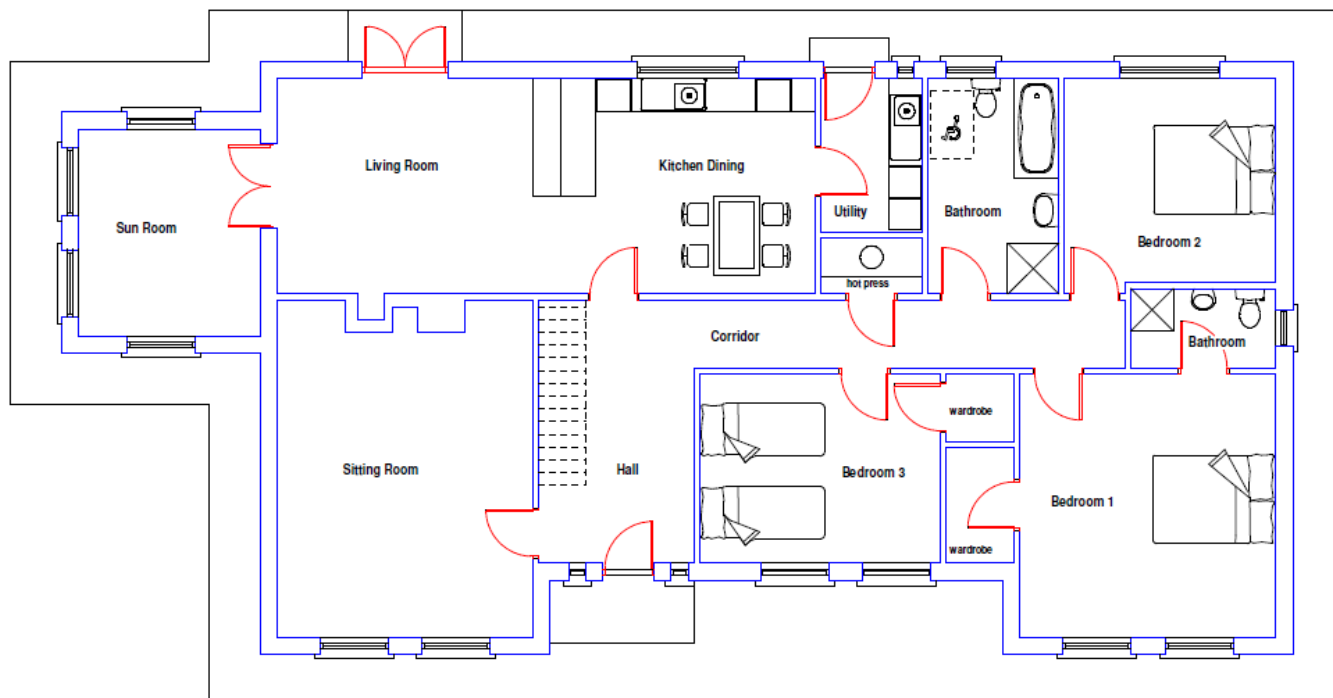 Living Room
Kitchen Dining
Sun Room
Utility
Bathroom
Bedroom 2
hot press
Corridor
Bathroom
wardrobe
Sitting Room
Hall
Bedroom 3
Bedroom 1
wardrobe